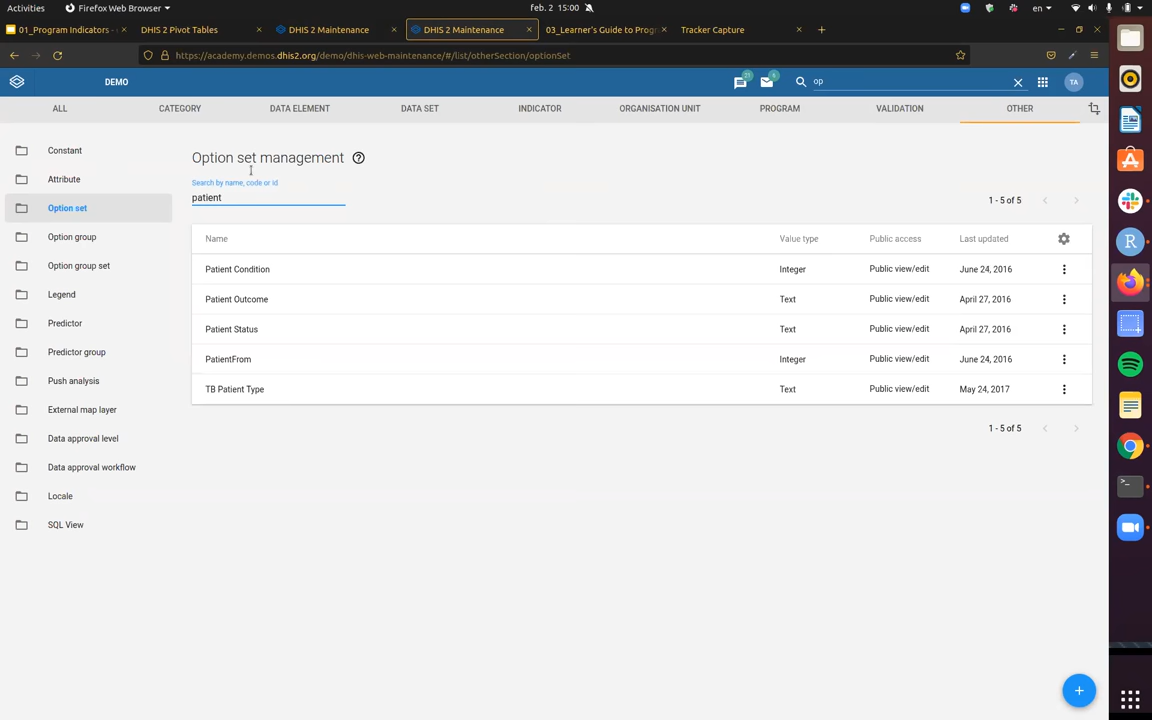 Activities
Firefox Web Browser
feb. 2 15:00
en
01_Program Indicators -
DHIS 2 Pivot Tables
DHIS 2 Maintenance
DHIS 2 Maintenance
03_Learner's Guide to Progr
Tracker Capture
https://academy.demos.dhis2.org/demo/dhis-web-maintenance/#/list/otherSection/optionSet
DEMO
op
TA
ALL
CATEGORY
DATA ELEMENT
DATA SET
INDICATOR
ORGANISATION UNIT
PROGRAM
VALIDATION
OTHER
Constant
Attribute
Option set
Option group
Option group set
Legend
Predictor
Predictor group
Push analysis
External map layer
Data approval level
Data approval workflow
Locale
SQL View
Option set management
Search by name, code or id
patient
1 - 5 of 5
Name Value type Public access Last updated
Patient Condition Integer Public view/edit June 24, 2016
Patient Outcome Text Public view/edit April 27, 2016
Patient Status Text Public view/edit April 27, 2016
PatientFrom Integer Public view/edit June 24, 2016
TB Patient Type Text Public view/edit May 24, 2017
1 - 5 of 5